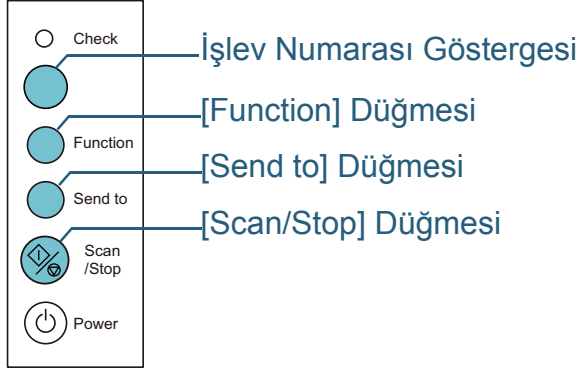 Check
İşlev Numarası Göstergesi
[Function] Düğmesi
Function
[Send to] Düğmesi
Send to
[Scan/Stop] Düğmesi
Scan
/Stop
Power